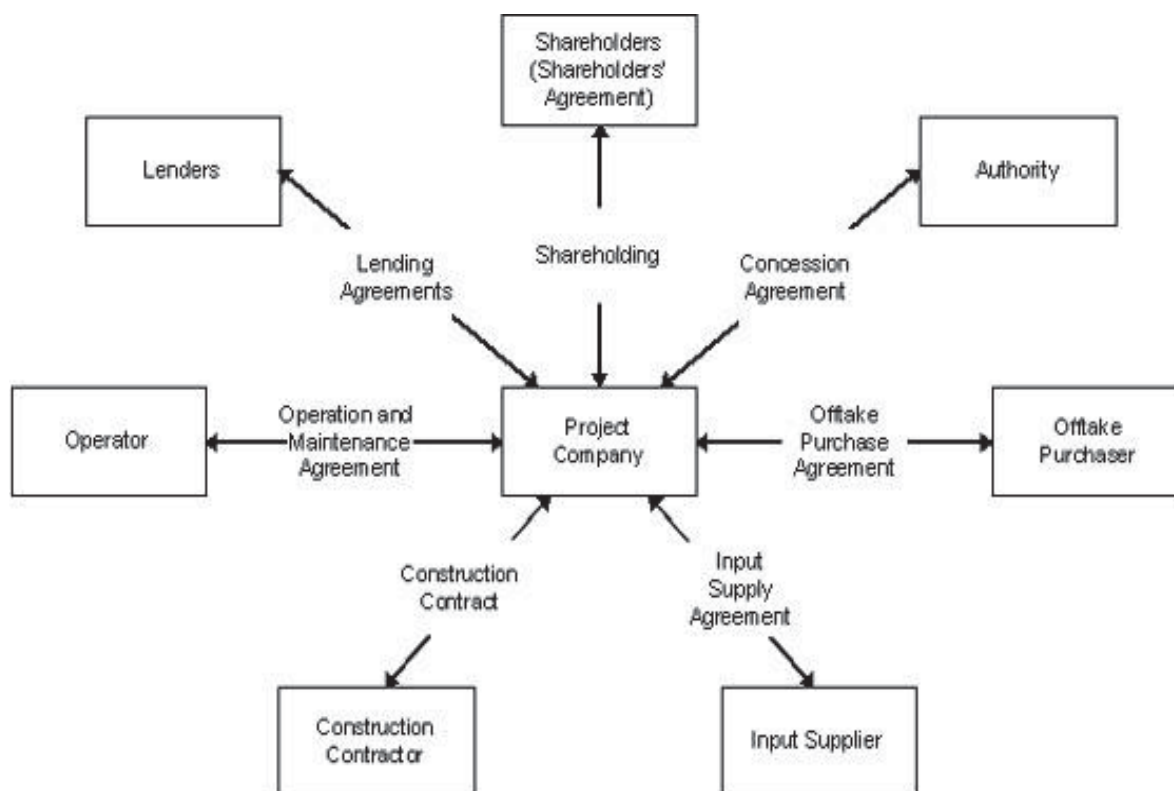 Shareholders
(Shareholders'
Agreement)
Lenders
Authority
Shareholding
Lending
Agreements
Concession
Agreement
Operator
Operation and
Maintenance
Agreement
Project
Company
Offtake
Purchase
Agreement
Offtake
Purchaser
Construction
Contract
Input
Supply
Agreement
Construction
Contractor
Input Supplier